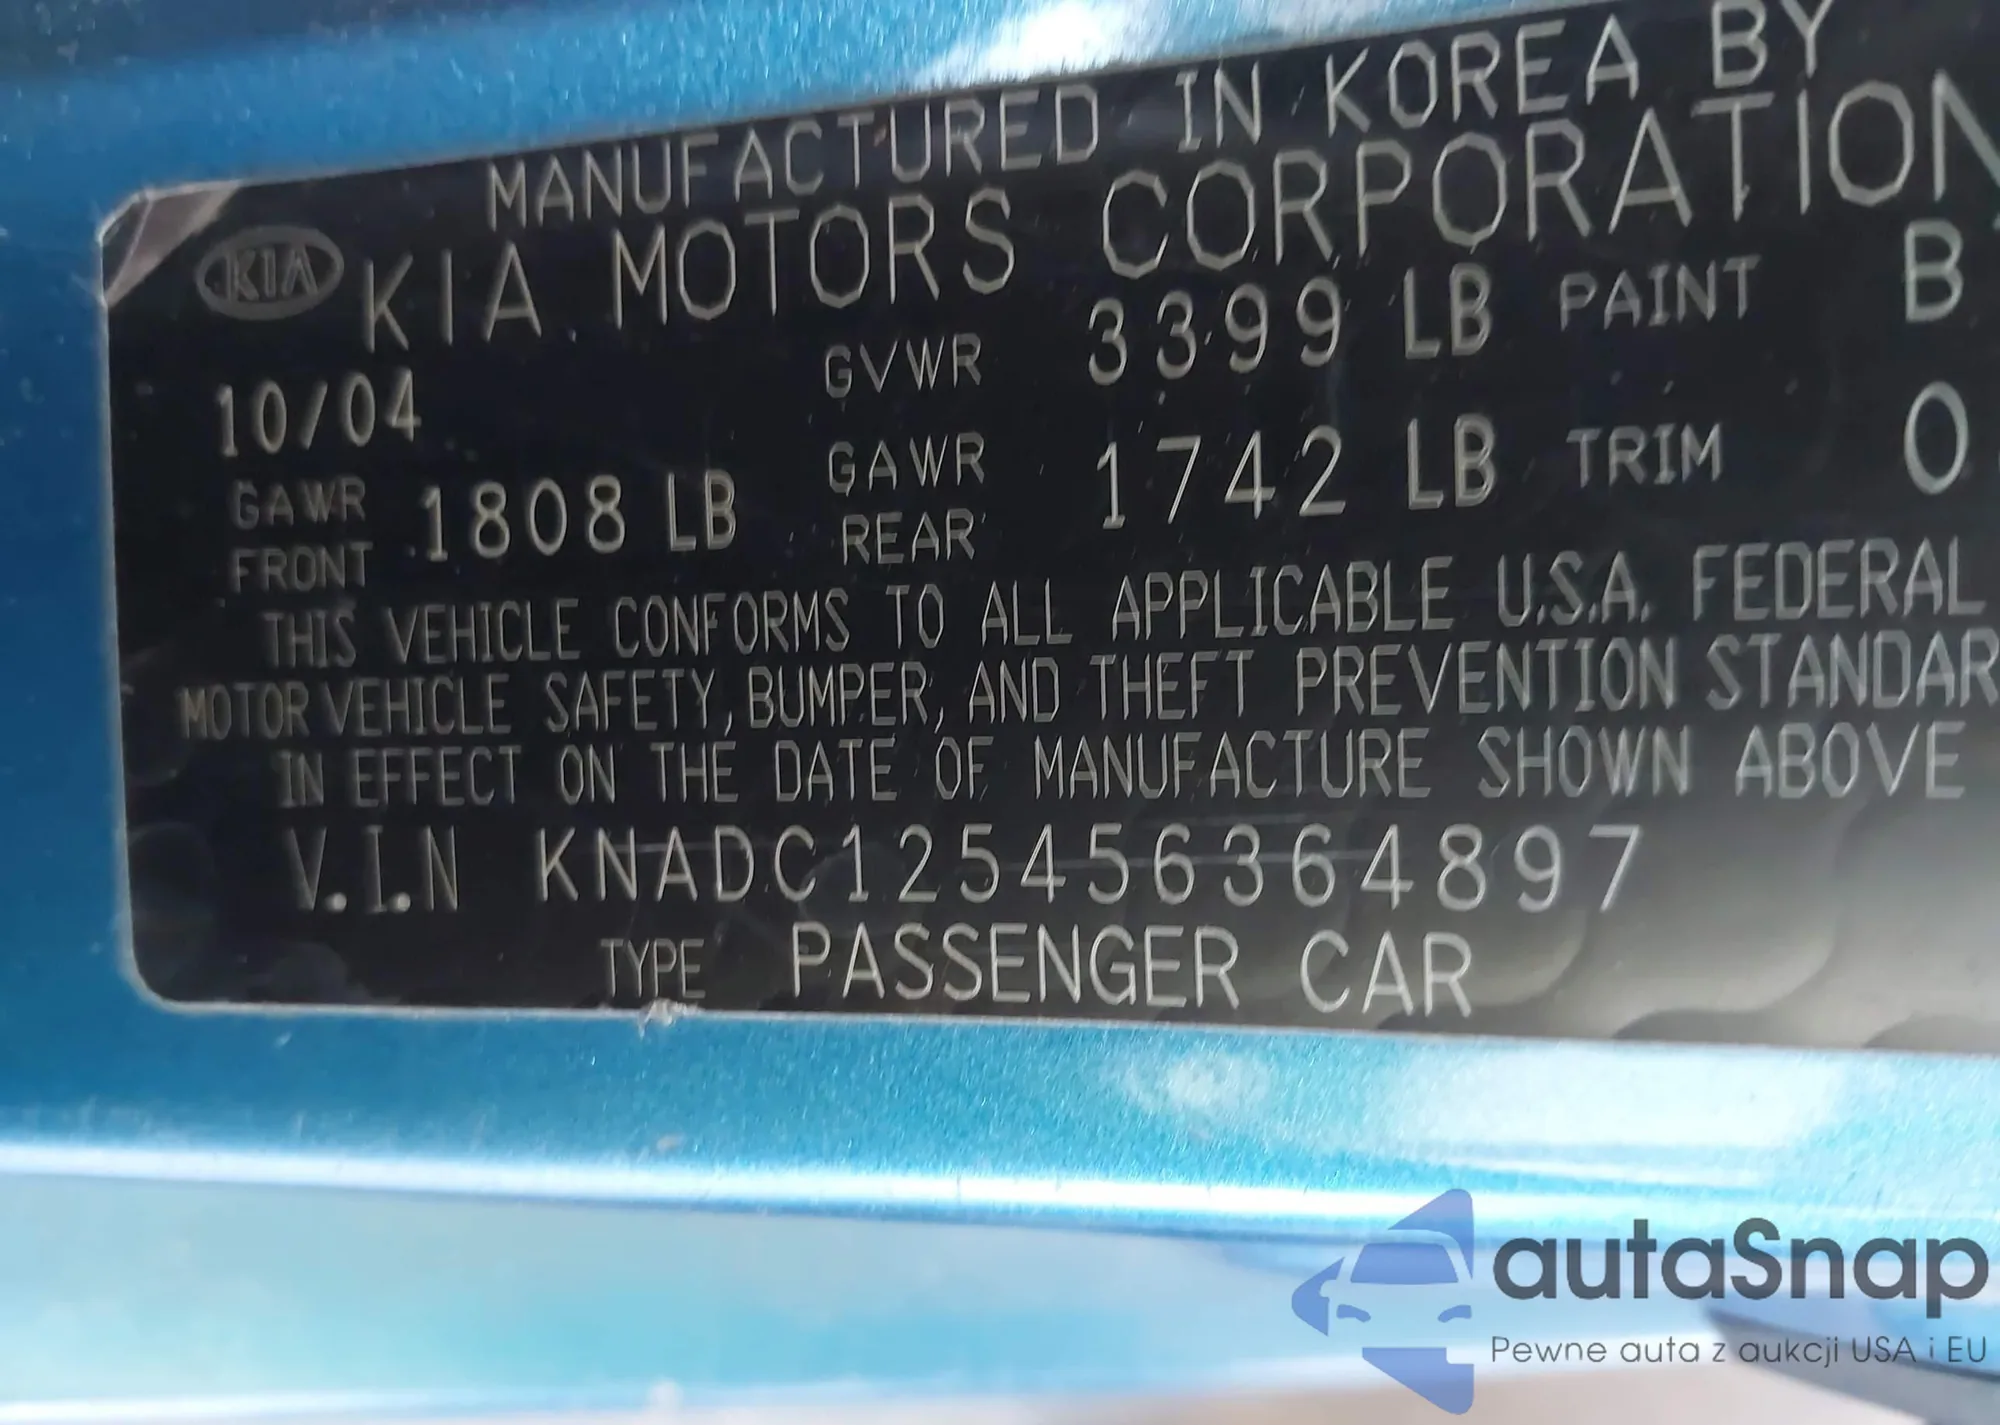 MANUFACTURED IN KOREA BY
KIA KIA MOTORS CORPORATION
10/04 GVWR 3399 LB PAINT B
GAWR FRONT 1808 LB GAWR REAR 1742 LB TRIM 0
THIS VEHICLE CONFORMS TO ALL APPLICABLE U.S.A. FEDERAL
MOTOR VEHICLE SAFETY, BUMPER, AND THEFT PREVENTION STANDAR
IN EFFECT ON THE DATE OF MANUFACTURE SHOWN ABOVE
V.I.N KNADC125456364897
TYPE PASSENGER CAR
autaSnap
Pewne auta z aukcji USA i EU